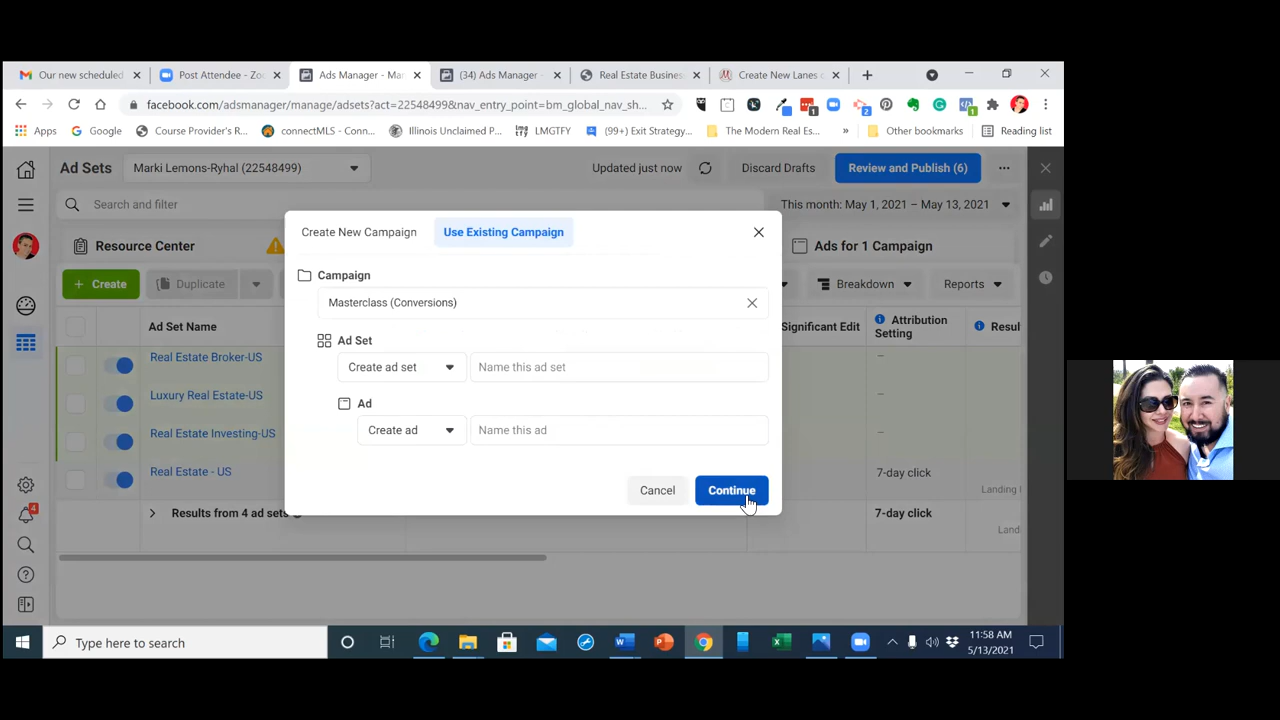 Our new scheduled
Post Attendee - Zoo
Ads Manager - Mar
(34) Ads Manager -
Real Estate Busines
Create New Lanes o
facebook.com/adsmanager/manage/adsets?act=22548499&nav_entry_point=bm_global_nav_sh...
Apps
Google
Course Provider's R...
connectMLS - Conn...
Illinois Unclaimed P...
LMGTFY
(99+) Exit Strategy...
The Modern Real Es...
»
Other bookmarks
Reading list
Ad Sets
Marki Lemons-Ryhal (22548499)
Updated just now
Discard Drafts
Review and Publish (6)
Search and filter
This month: May 1, 2021 – May 13, 2021
Resource Center
Ads for 1 Campaign
+ Create
Duplicate
Breakdown
Reports
Create New Campaign
Use Existing Campaign
Campaign
Masterclass (Conversions)
Ad Set
Create ad set
Name this ad set
Ad
Create ad
Name this ad
Cancel
Continue
Ad Set Name
Significant Edit
Attribution
Setting
Resul
Real Estate Broker-US
–
Luxury Real Estate-US
–
Real Estate Investing-US
–
Real Estate - US
7-day click
Landing
Results from 4 ad sets
7-day click
Land
4
Type here to search
11:58 AM
5/13/2021